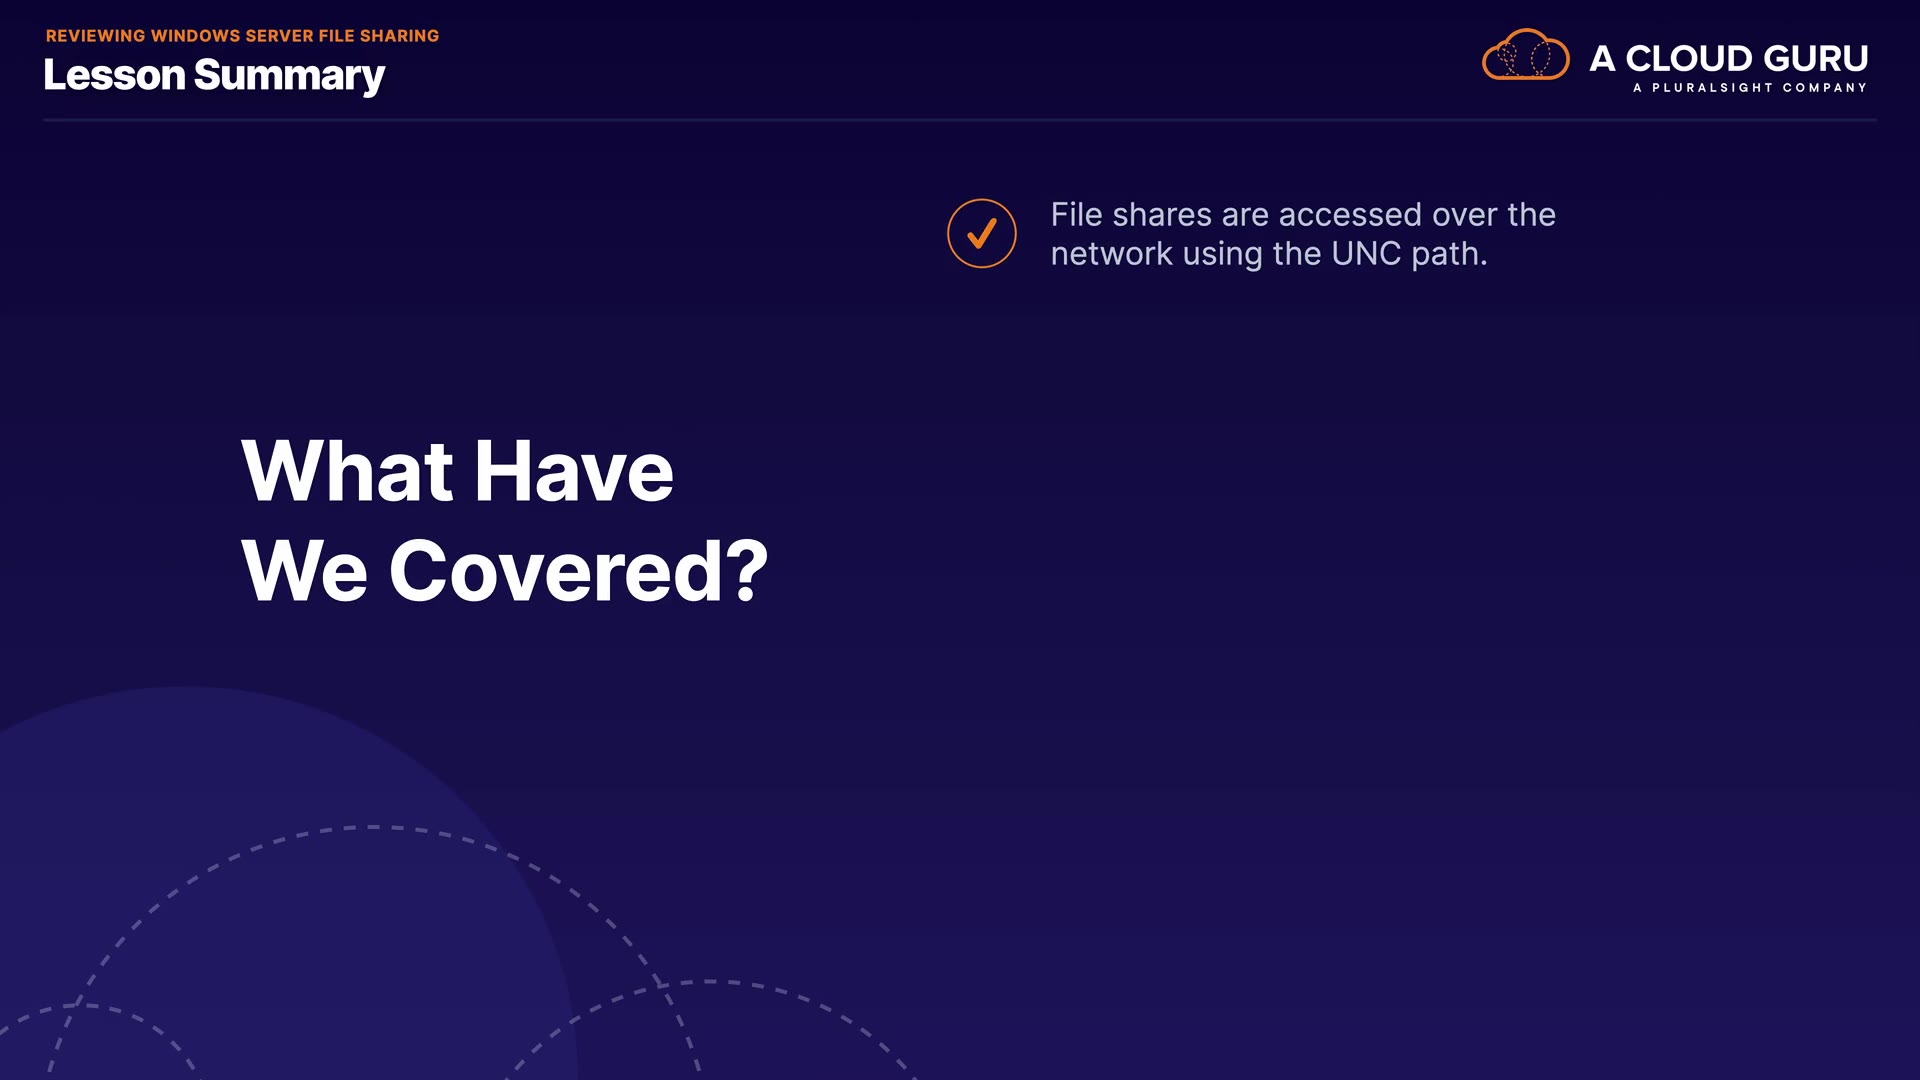 REVIEWING WINDOWS SERVER FILE SHARING
Lesson Summary
A CLOUD GURU
A PLURALSIGHT COMPANY
File shares are accessed over the
network using the UNC path.
What Have
We Covered?